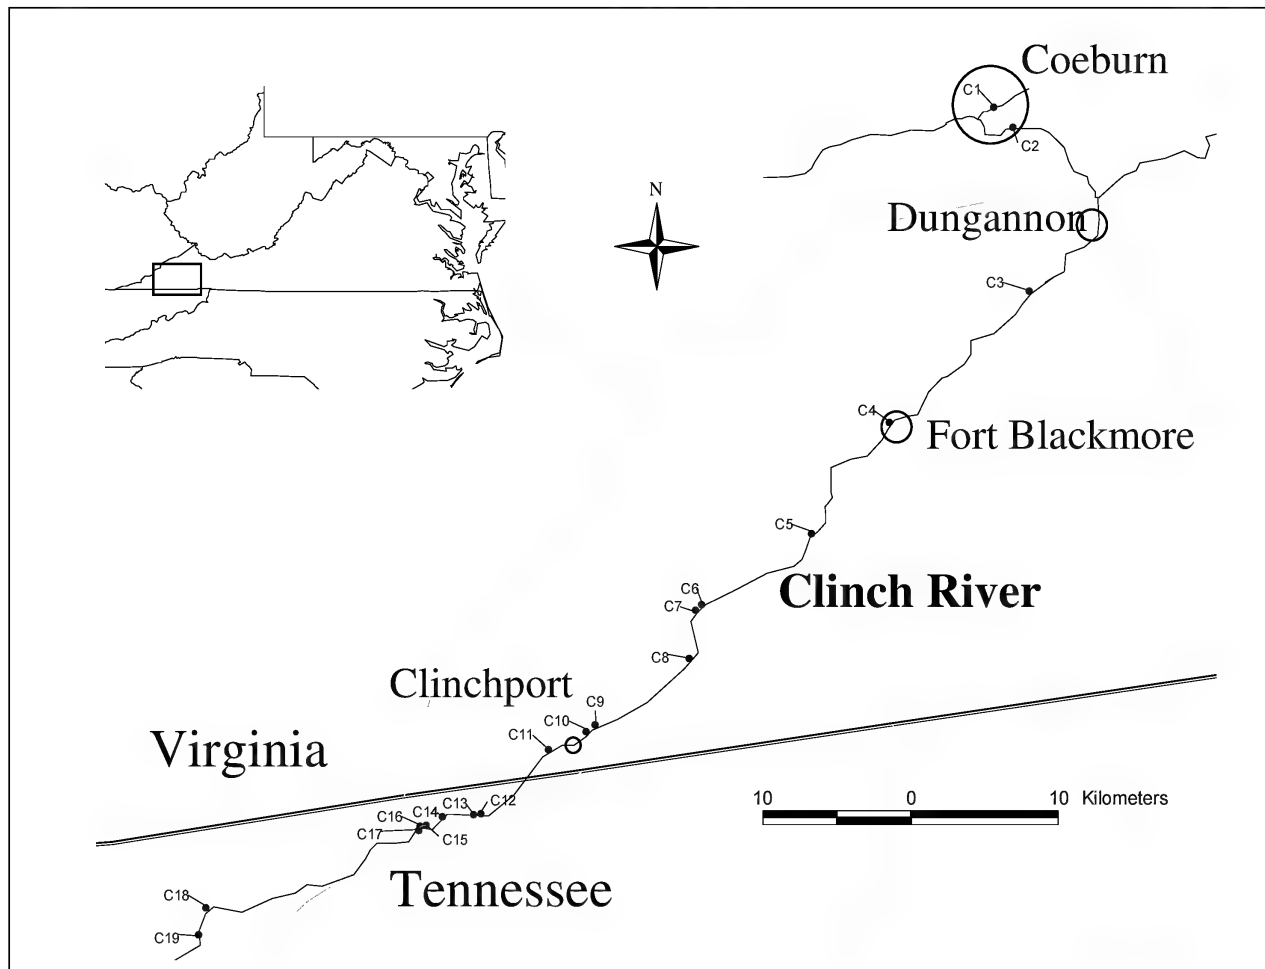 Coeburn
C1
C2
N
Dungannon
C3
C4
Fort Blackmore
C5
Clinch River
C6
C7
C8
Clinchport
C9
C10
C11
Virginia
10 0 10 Kilometers
C12
C13
C14
C16
C17
C15
Tennessee
C18
C19